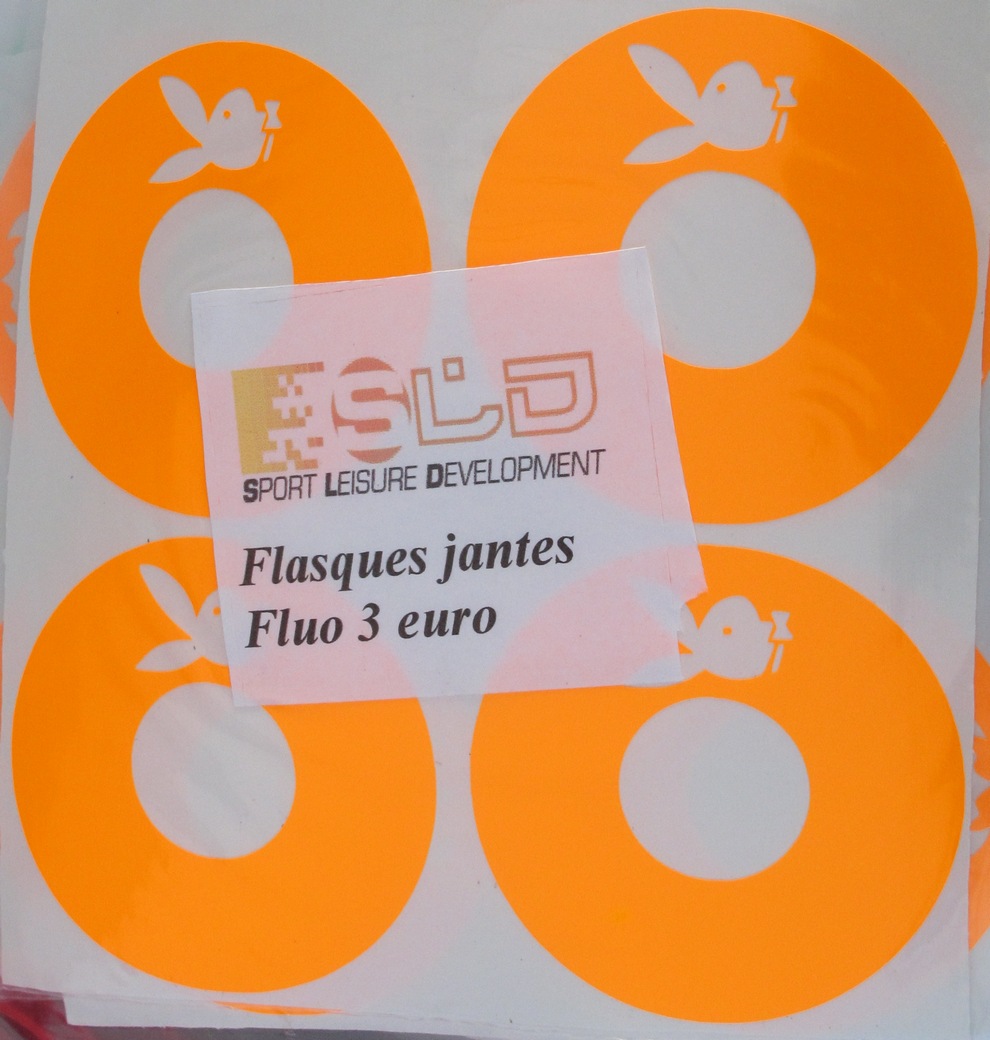 SLD
SPORT LEISURE DEVELOPMENT
Flasques jantes
Fluo 3 euro